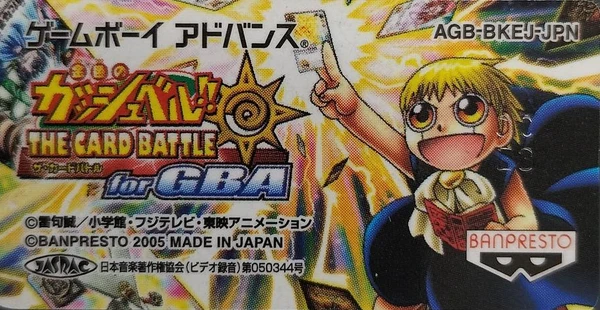 ゲームボーイ アドバンス®
AGB-BKEJ-JPN
金色の
ガッシュベル!!
THE CARD BATTLE
ザ・カードバトル
for GBA
©雷句誠/小学館・フジテレビ・東映アニメーション
©BANPRESTO 2005 MADE IN JAPAN
JASRAC
日本音楽著作権協会(ビデオ録音)第050344号
BANPRESTO